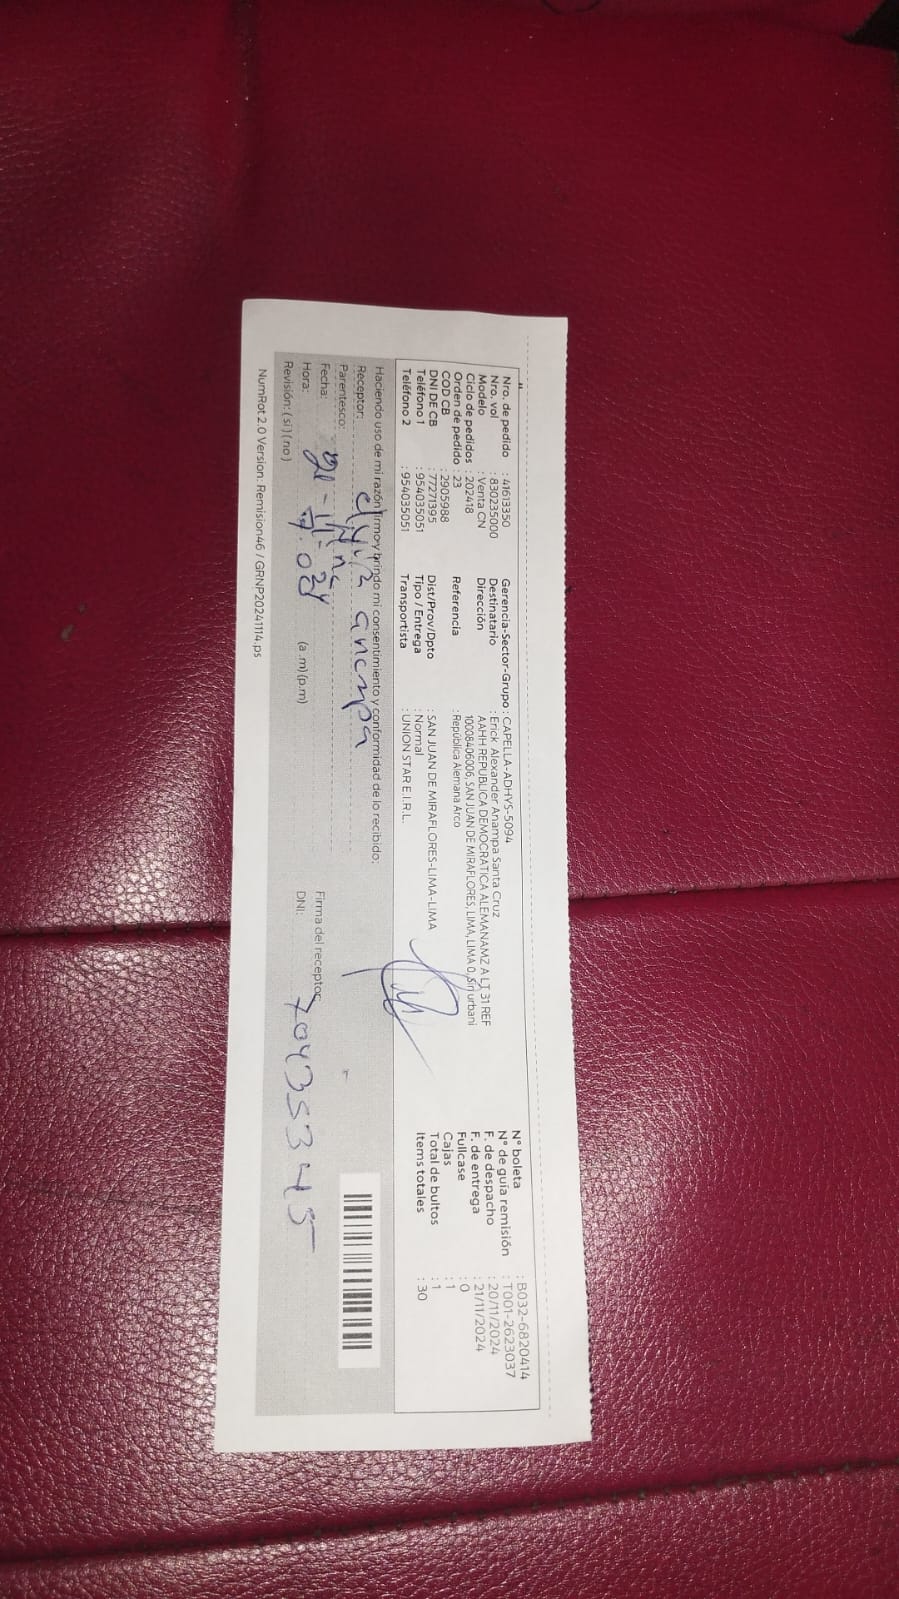 Nro. de pedido : 41613350
Nro. vol : 830235000
Modelo : Venta CN
Ciclo de pedidos : 202418
Orden de pedido : 23
COD CB : 2905988
DNI DE CB : 77271395
Teléfono 1 : 954035051
Teléfono 2 : 954035051
Gerencia-Sector-Grupo : CAPELLA-ADHYS-5094
Destinatario : Erick Alexander Anampa Santa Cruz
Dirección AAHH REPUBLICA DEMOCRATICA ALEMANAMZ A LT 31 REF
10008406006, SAN JUAN DE MIRAFLORES, LIMA, LIMA 0, Sin urbani
Referencia : República Alemana Arco
Dist/Prov/Dpto : SAN JUAN DE MIRAFLORES-LIMA-LIMA
Tipo / Entrega : Normal
Transportista : UNION STAR E.I.R.L.
N° boleta : B032-6820414
N° de guía remisión : T001-2623037
F. de despacho : 20/11/2024
F. de entrega : 21/11/2024
Fullcase : 0
Cajas : 1
Total de bultos : 1
Items totales : 30
Haciendo uso de mi razón firmo y brindo mi consentimiento y conformidad de lo recibido:
Receptor:
Parentesco:
Fecha: 21-11-24
Hora: (a.m)(p.m)
Revisión: (si) (no)
Firma del receptor:
DNI: 70435345
NumRot 2.0 Version: Remision46 / GRNP20241114.ps